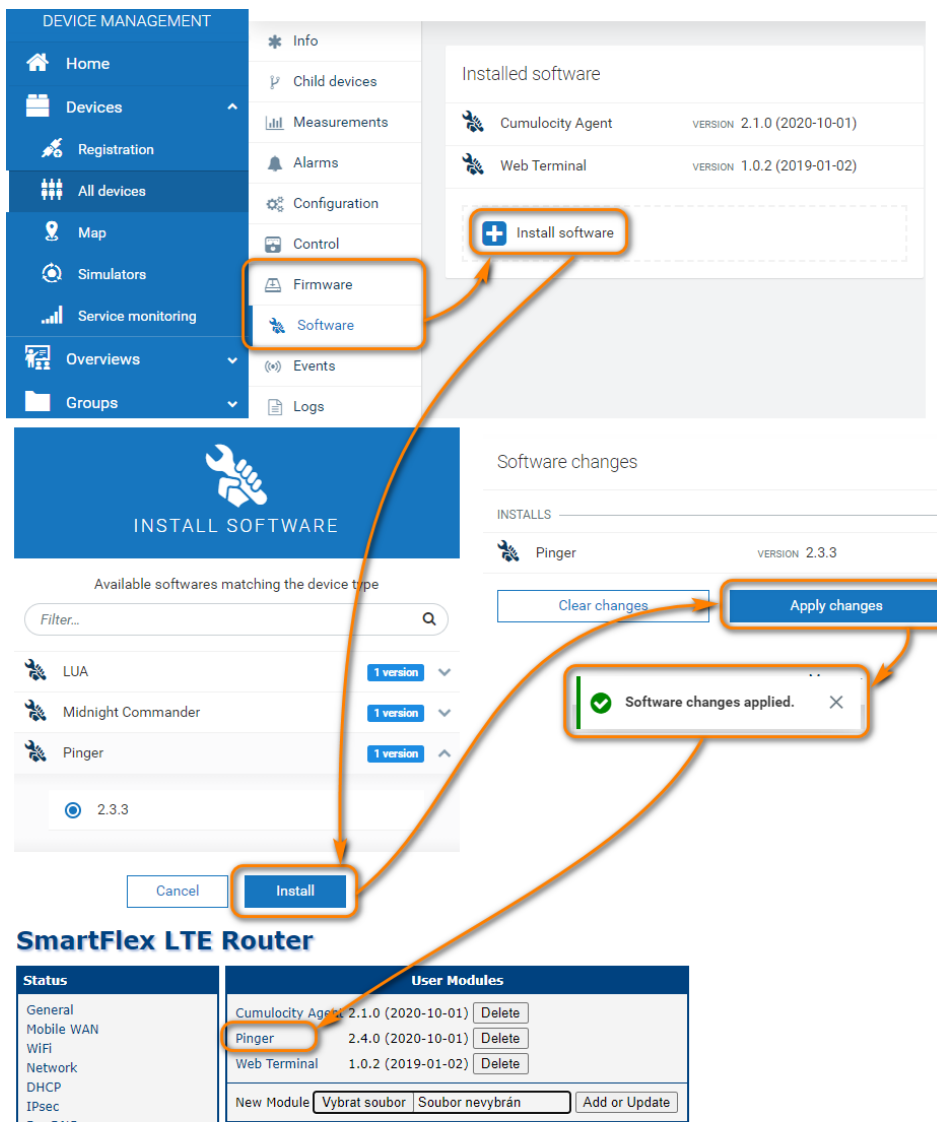 DEVICE MANAGEMENT
Home
Devices
Registration
All devices
Map
Simulators
Service monitoring
Overviews
Groups
Info
Child devices
Measurements
Alarms
Configuration
Control
Firmware
Software
Events
Logs
Installed software
Cumulocity Agent VERSION 2.1.0 (2020-10-01)
Web Terminal VERSION 1.0.2 (2019-01-02)
Install software
INSTALL SOFTWARE
Available softwares matching the device type
Filter...
LUA 1 version
Midnight Commander 1 version
Pinger 1 version
2.3.3
Cancel Install
Software changes
INSTALLS
Pinger VERSION 2.3.3
Clear changes Apply changes
Software changes applied.
SmartFlex LTE Router
Status
General
Mobile WAN
WiFi
Network
DHCP
IPsec
User Modules
Cumulocity Agent 2.1.0 (2020-10-01) Delete
Pinger 2.4.0 (2020-10-01) Delete
Web Terminal 1.0.2 (2019-01-02) Delete
New Module Vybrat soubor Soubor nevybrán Add or Update